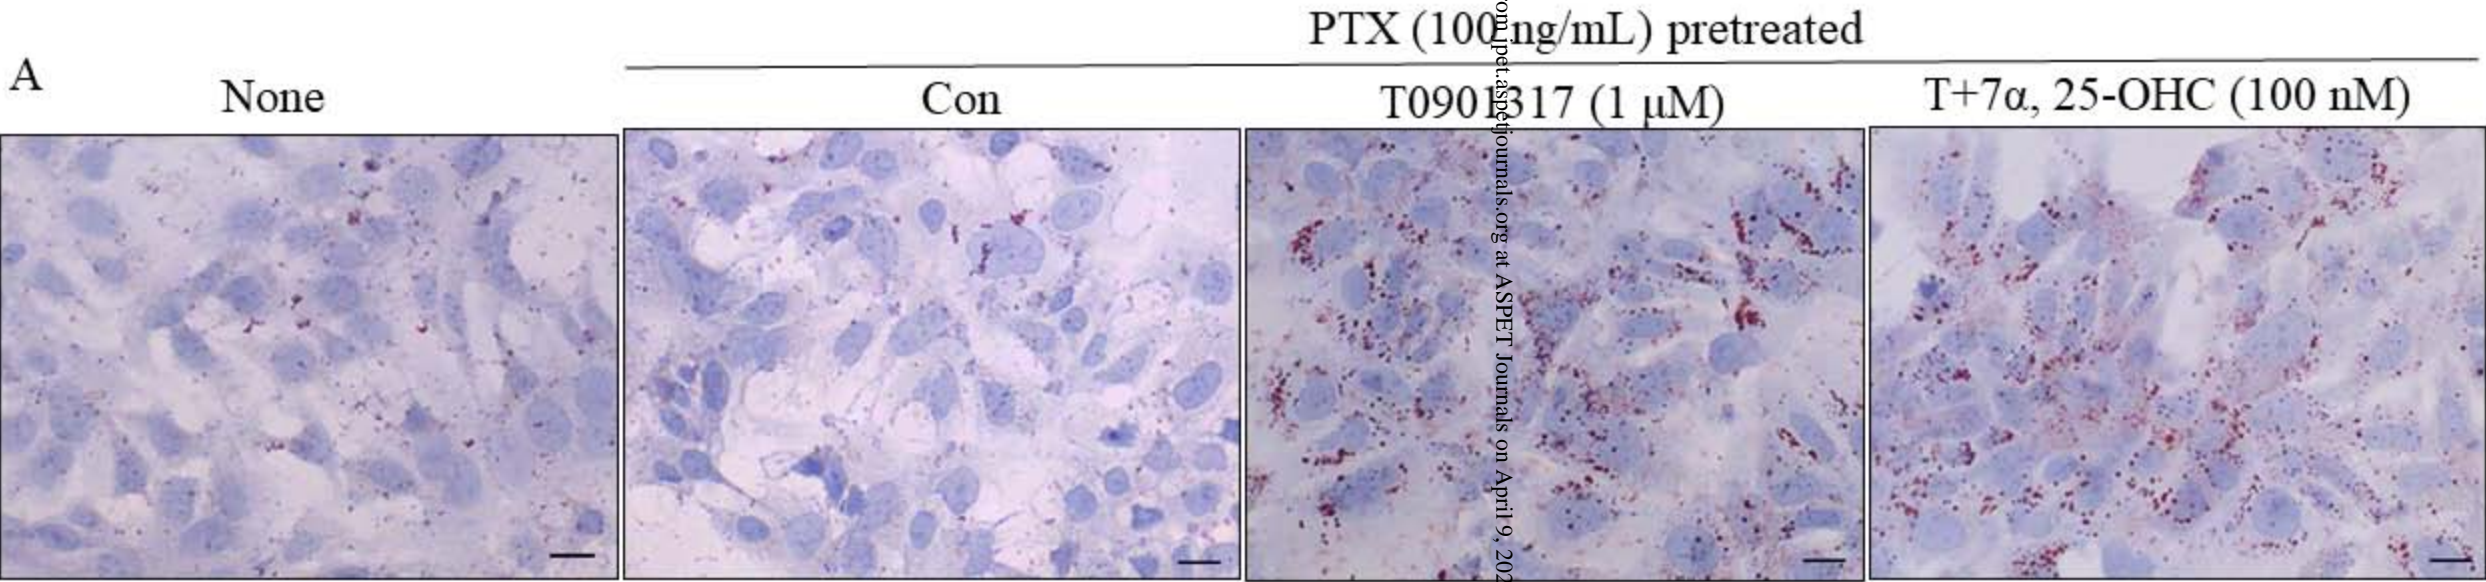 PTX (100 ng/mL) pretreated
A
None
Con
T0901317 (1 μM)
T+7α, 25-OHC (100 nM)
om jpet.aspetjournals.org at ASPET Journals on April 9, 202